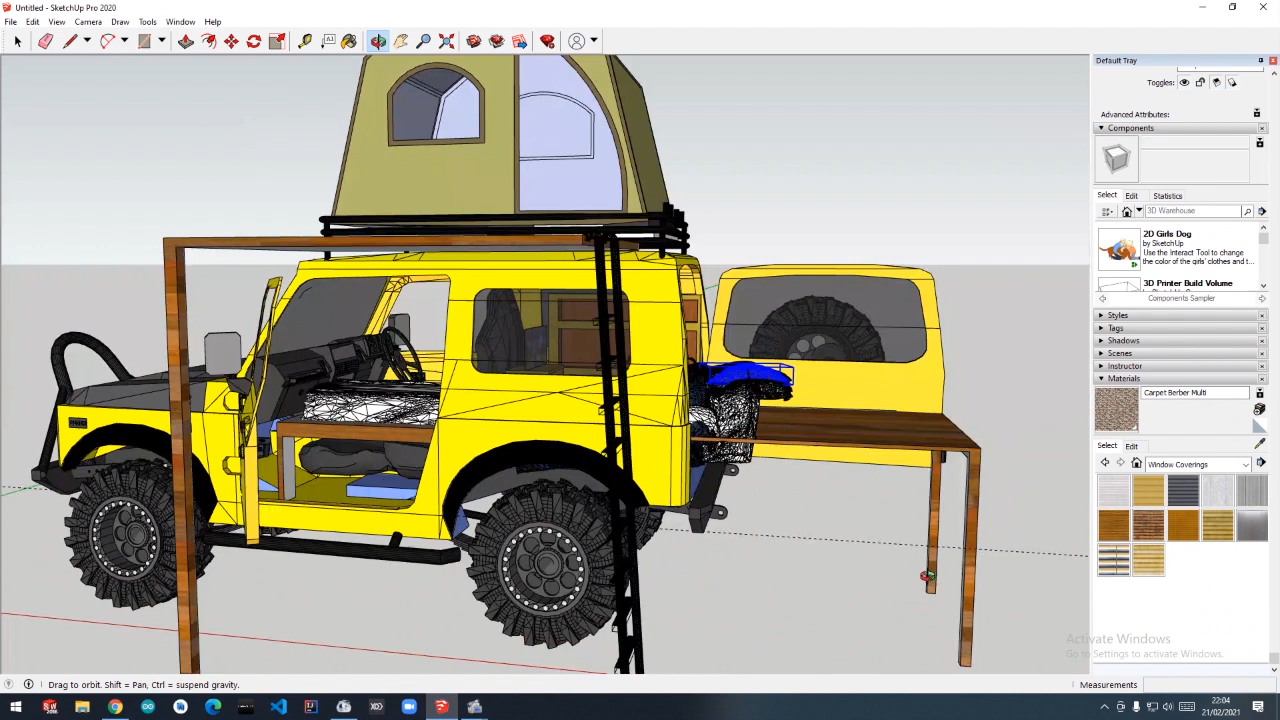 Untitled - SketchUp Pro 2020
File Edit View Camera Draw Tools Window Help
Default Tray
Toggles:
Advanced Attributes:
Components
Select Edit Statistics
3D Warehouse
2D Girls Dog
by SketchUp
Use the Interact Tool to change
the color of the girls' clothes and t...
3D Printer Build Volume
Components Sampler
Styles
Tags
Shadows
Scenes
Instructor
Materials
Carpet Berber Multi
Select Edit
Window Coverings
Activate Windows
Go to Settings to activate Windows.
Drag to orbit. Shift = Pan, Ctrl = suspend gravity.
Measurements
22:04
21/02/2021